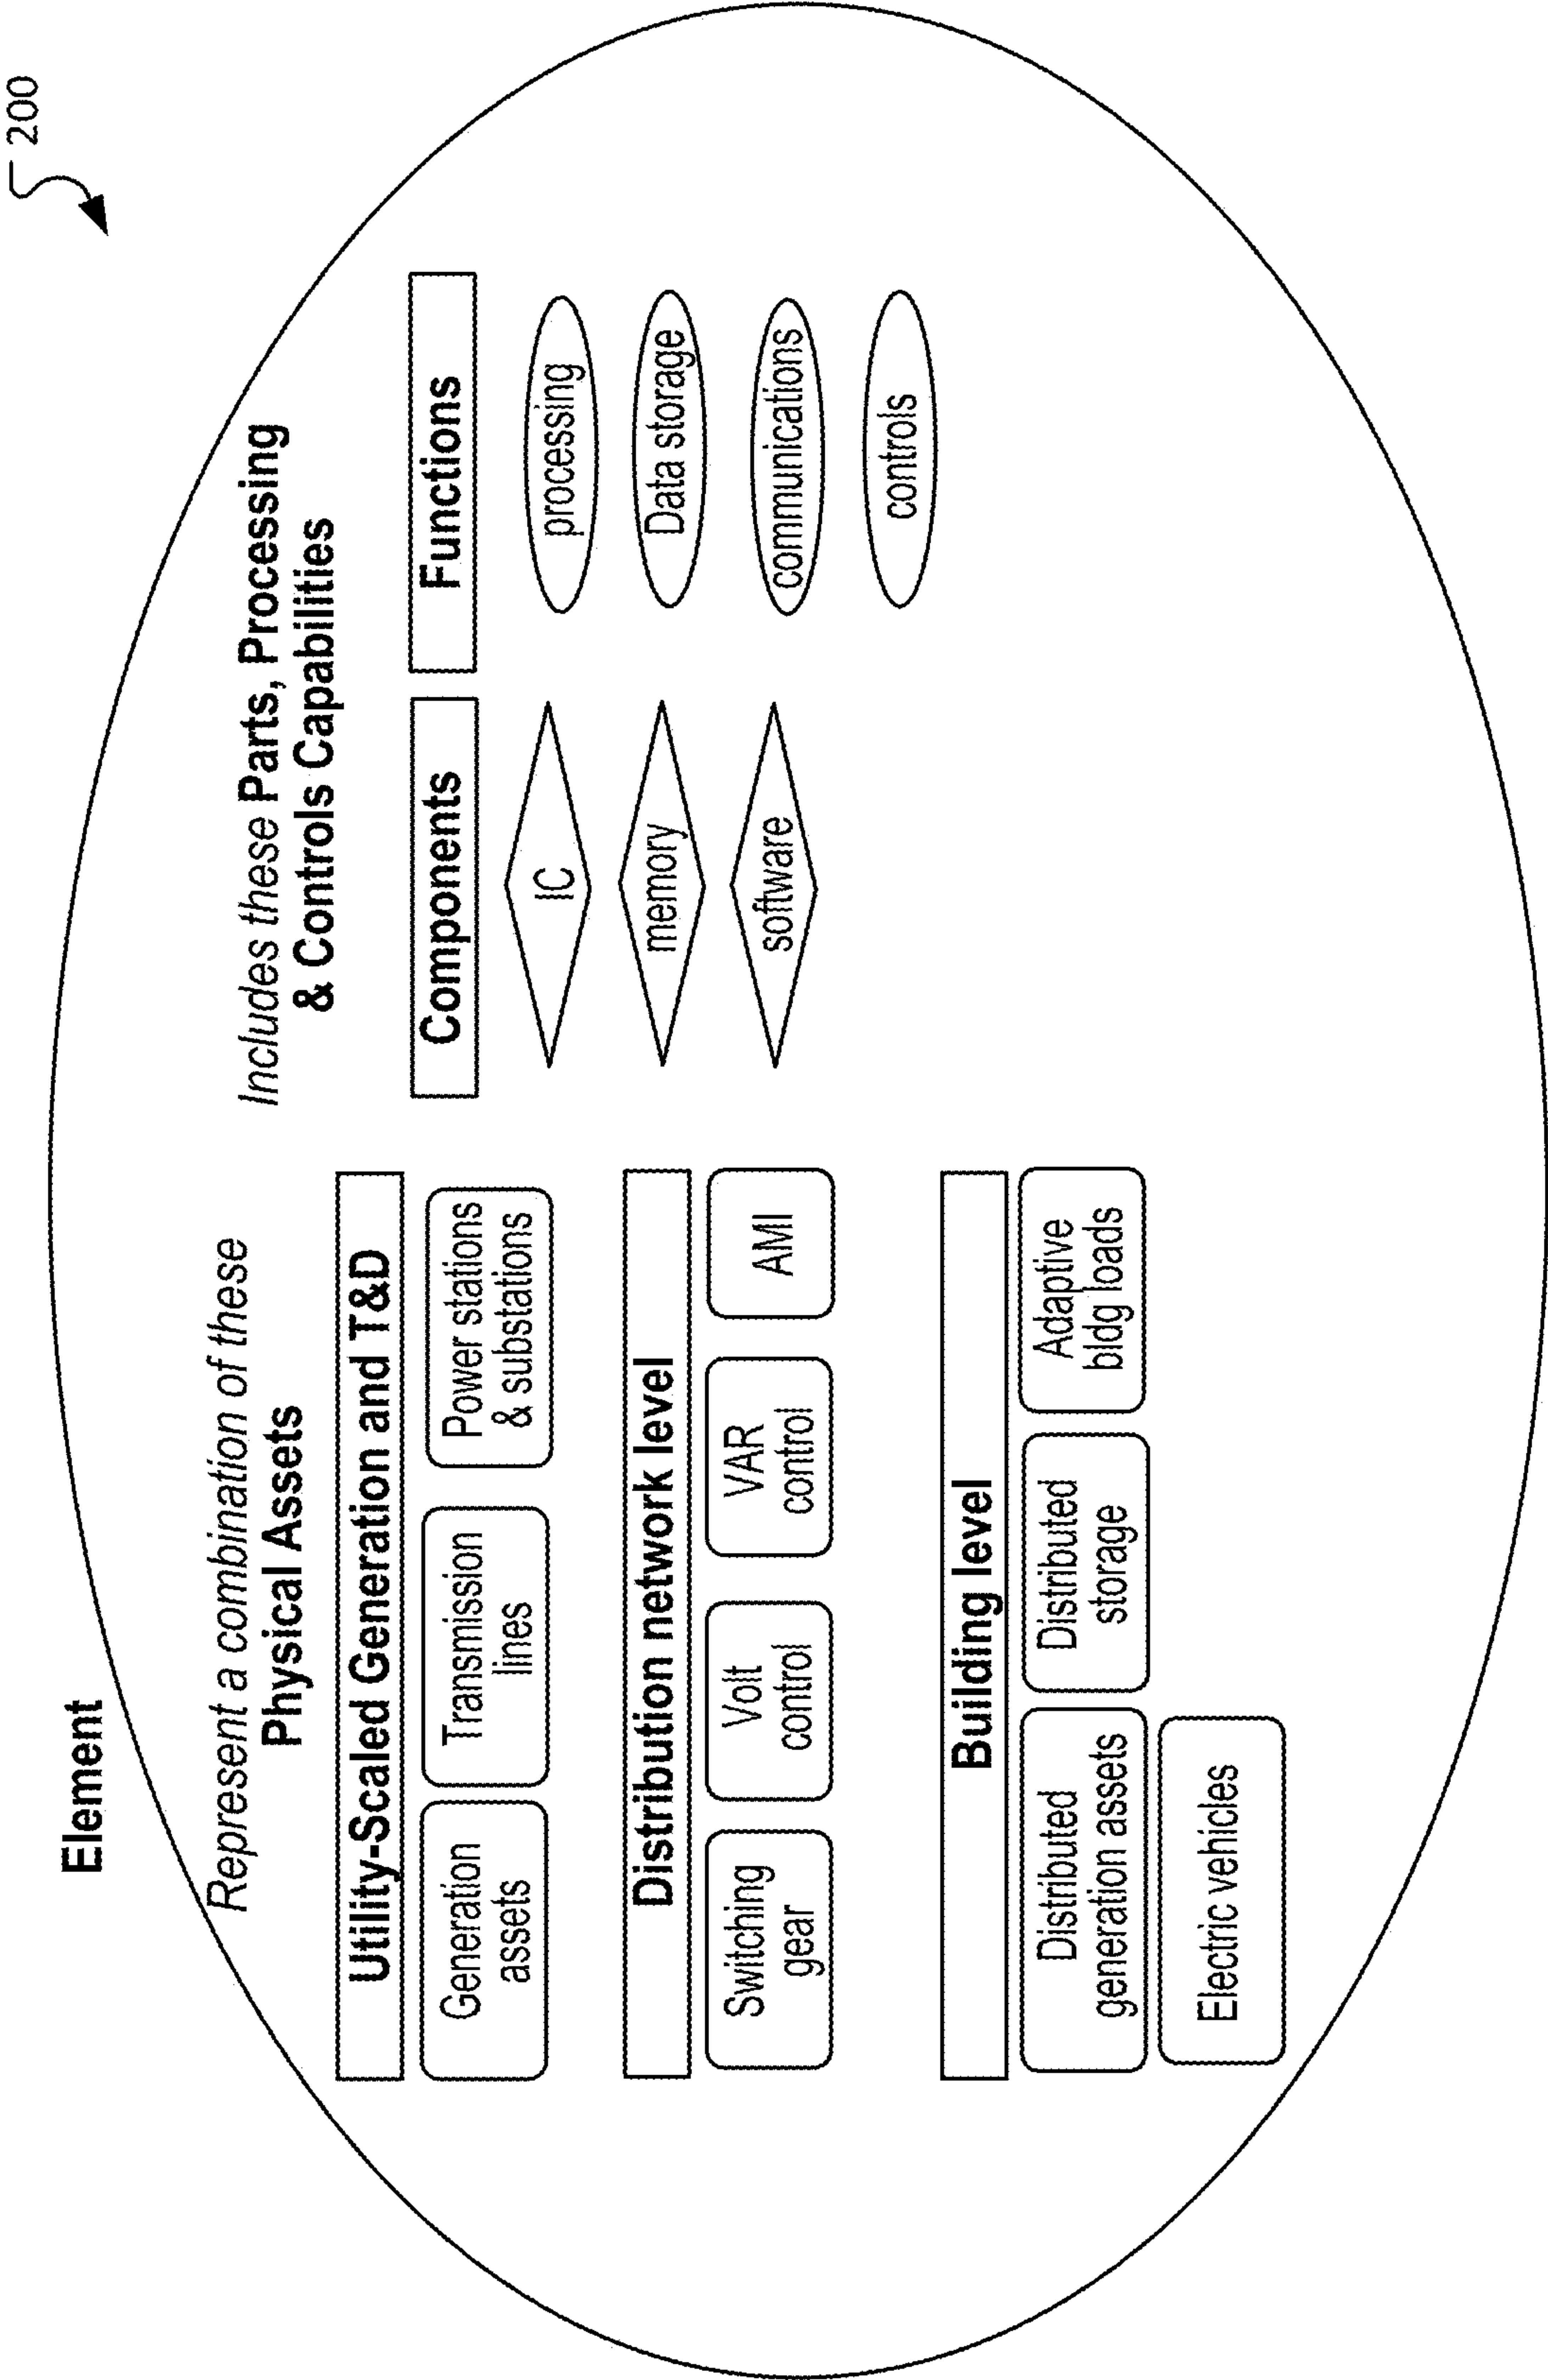 200
Element
Represent a combination of these
Physical Assets
Utility-Scaled Generation and T&D
Generation
assets
Transmission
lines
Power stations
& substations
Distribution network level
Switching
gear
Volt
control
VAR
control
AMI
Building level
Distributed
generation assets
Distributed
storage
Adaptive
bldg loads
Electric vehicles
Includes these Parts, Processing
& Controls Capabilities
Components
IC
memory
software
Functions
processing
Data storage
communications
controls